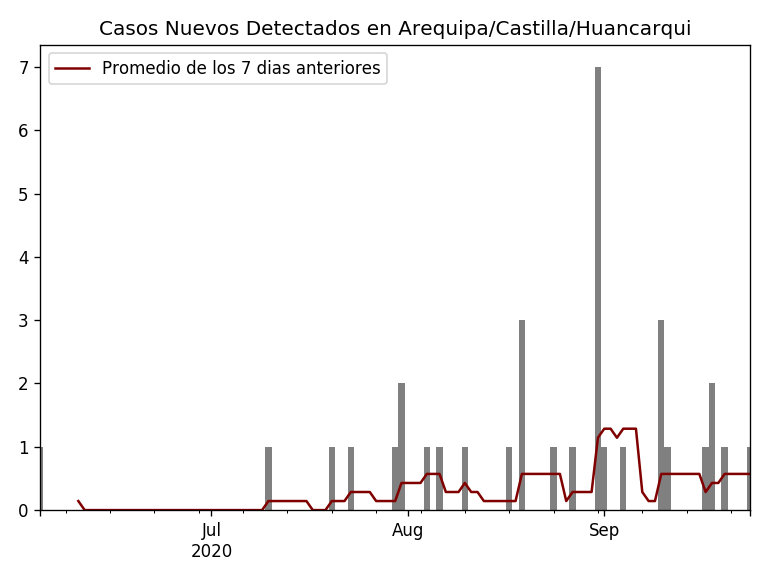 Casos Nuevos Detectados en Arequipa/Castilla/Huancarqui
Promedio de los 7 dias anteriores
7
6
5
4
3
2
1
0
Jul
2020
Aug
Sep